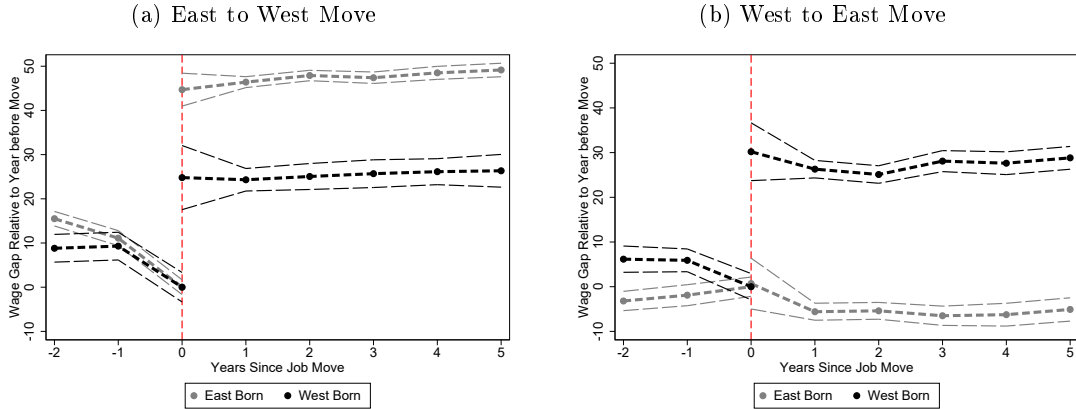 (a) East to West Move
Wage Gap Relative to Year before Move
50
40
30
20
10
0
-10
-2 -1 0 1 2 3 4 5
Years Since Job Move
East Born West Born
(b) West to East Move
Wage Gap Relative to Year before Move
50
40
30
20
10
0
-10
-2 -1 0 1 2 3 4 5
Years Since Job Move
East Born West Born